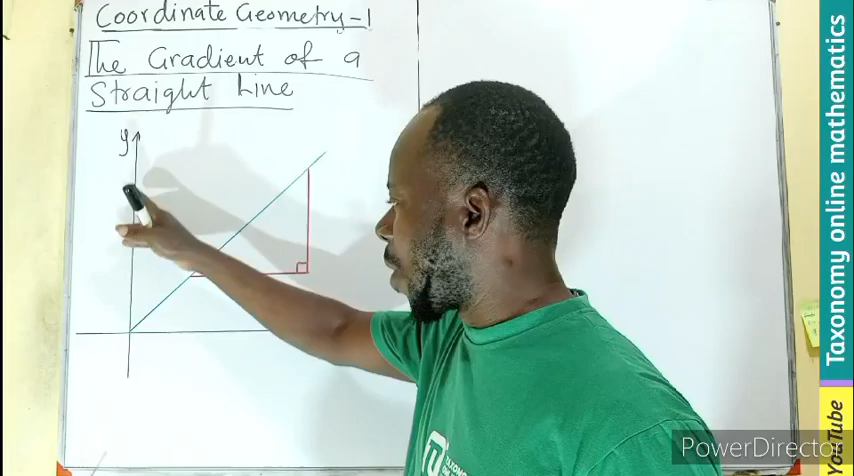 Coordinate Geometry-1
The Gradient of a
Straight Line
y
Taxonomy online mathematics
YouTube
PowerDirector